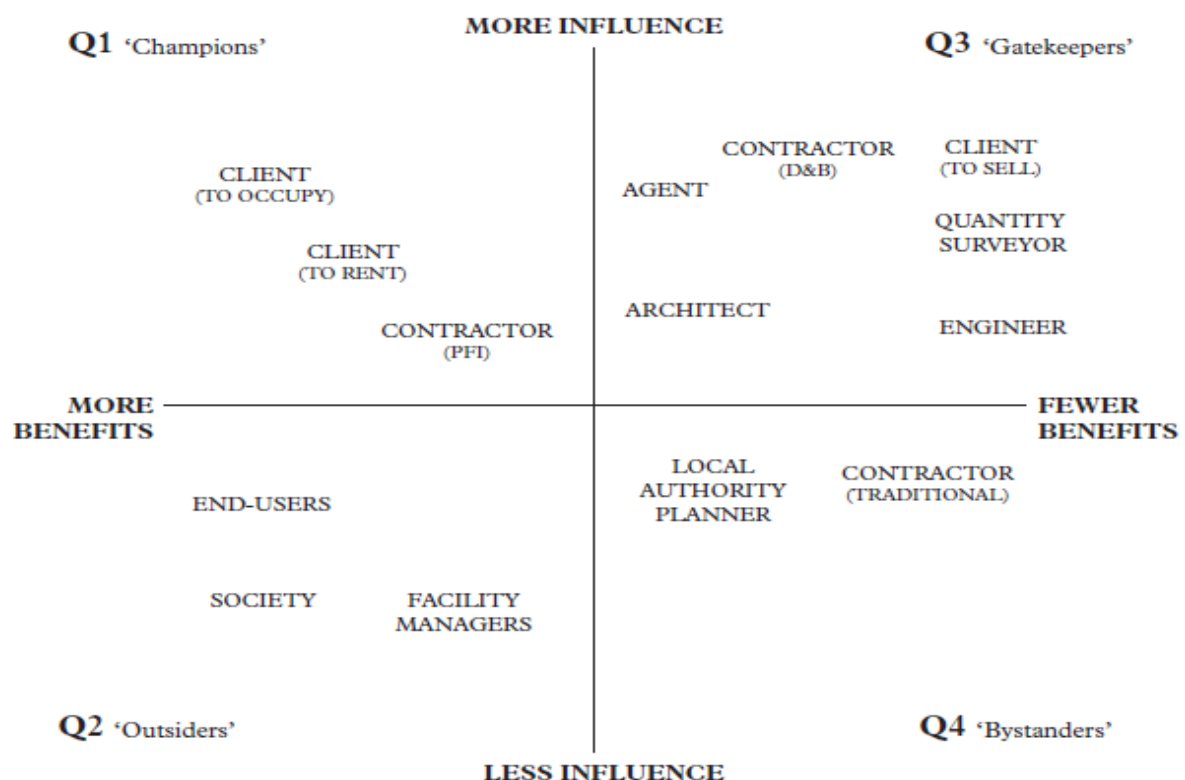 MORE INFLUENCE
Q1 ‘Champions’
Q3 ‘Gatekeepers’
CLIENT
(TO OCCUPY)
CLIENT
(TO RENT)
CONTRACTOR
(PFI)
CONTRACTOR
(D&B)
CLIENT
(TO SELL)
AGENT
QUANTITY
SURVEYOR
ARCHITECT
ENGINEER
MORE
BENEFITS
FEWER
BENEFITS
END-USERS
SOCIETY
FACILITY
MANAGERS
LOCAL
AUTHORITY
PLANNER
CONTRACTOR
(TRADITIONAL)
Q2 ‘Outsiders’
Q4 ‘Bystanders’
LESS INFLUENCE